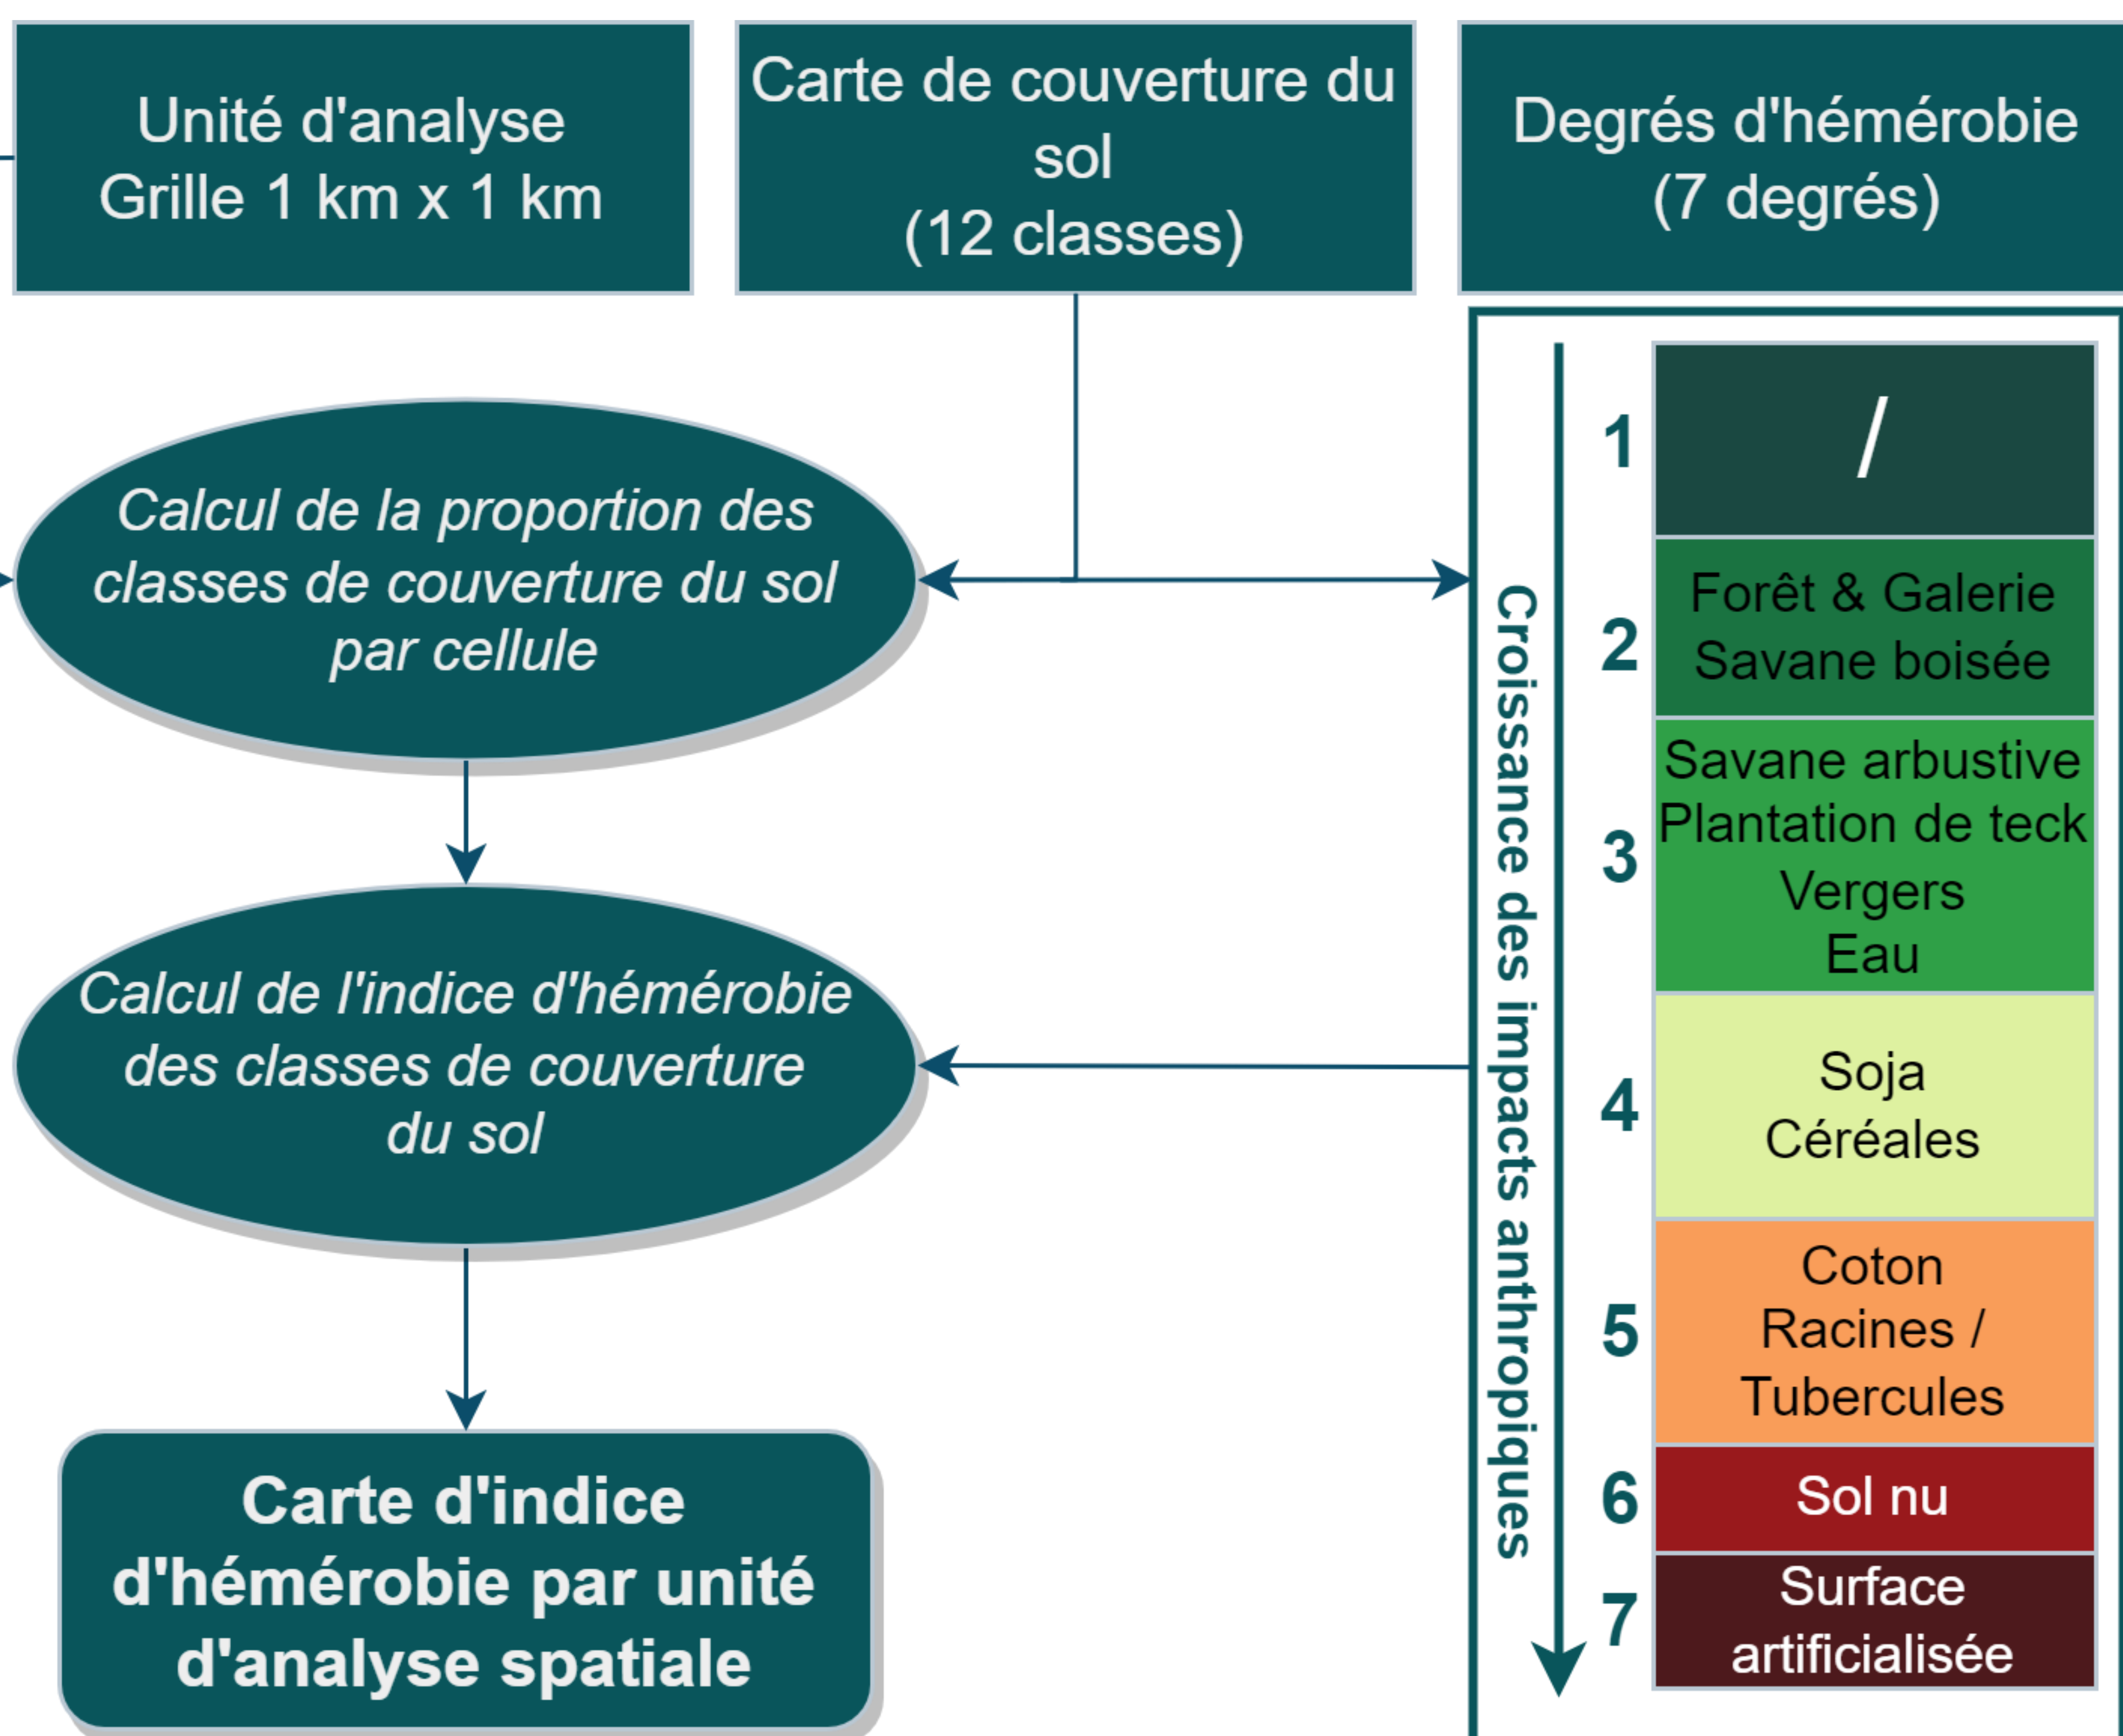 Unité d'analyse
Grille 1 km x 1 km
Carte de couverture du
sol
(12 classes)
Degrés d'hémérobie
(7 degrés)
Calcul de la proportion des
classes de couverture du sol
par cellule
Calcul de l'indice d'hémérobie
des classes de couverture
du sol
Carte d'indice
d'hémérobie par unité
d'analyse spatiale
Croissance des impacts anthropiques
1
/
2
Forêt & Galerie
Savane boisée
3
Savane arbustive
Plantation de teck
Vergers
Eau
4
Soja
Céréales
5
Coton
Racines /
Tubercules
6
Sol nu
7
Surface
artificialisée